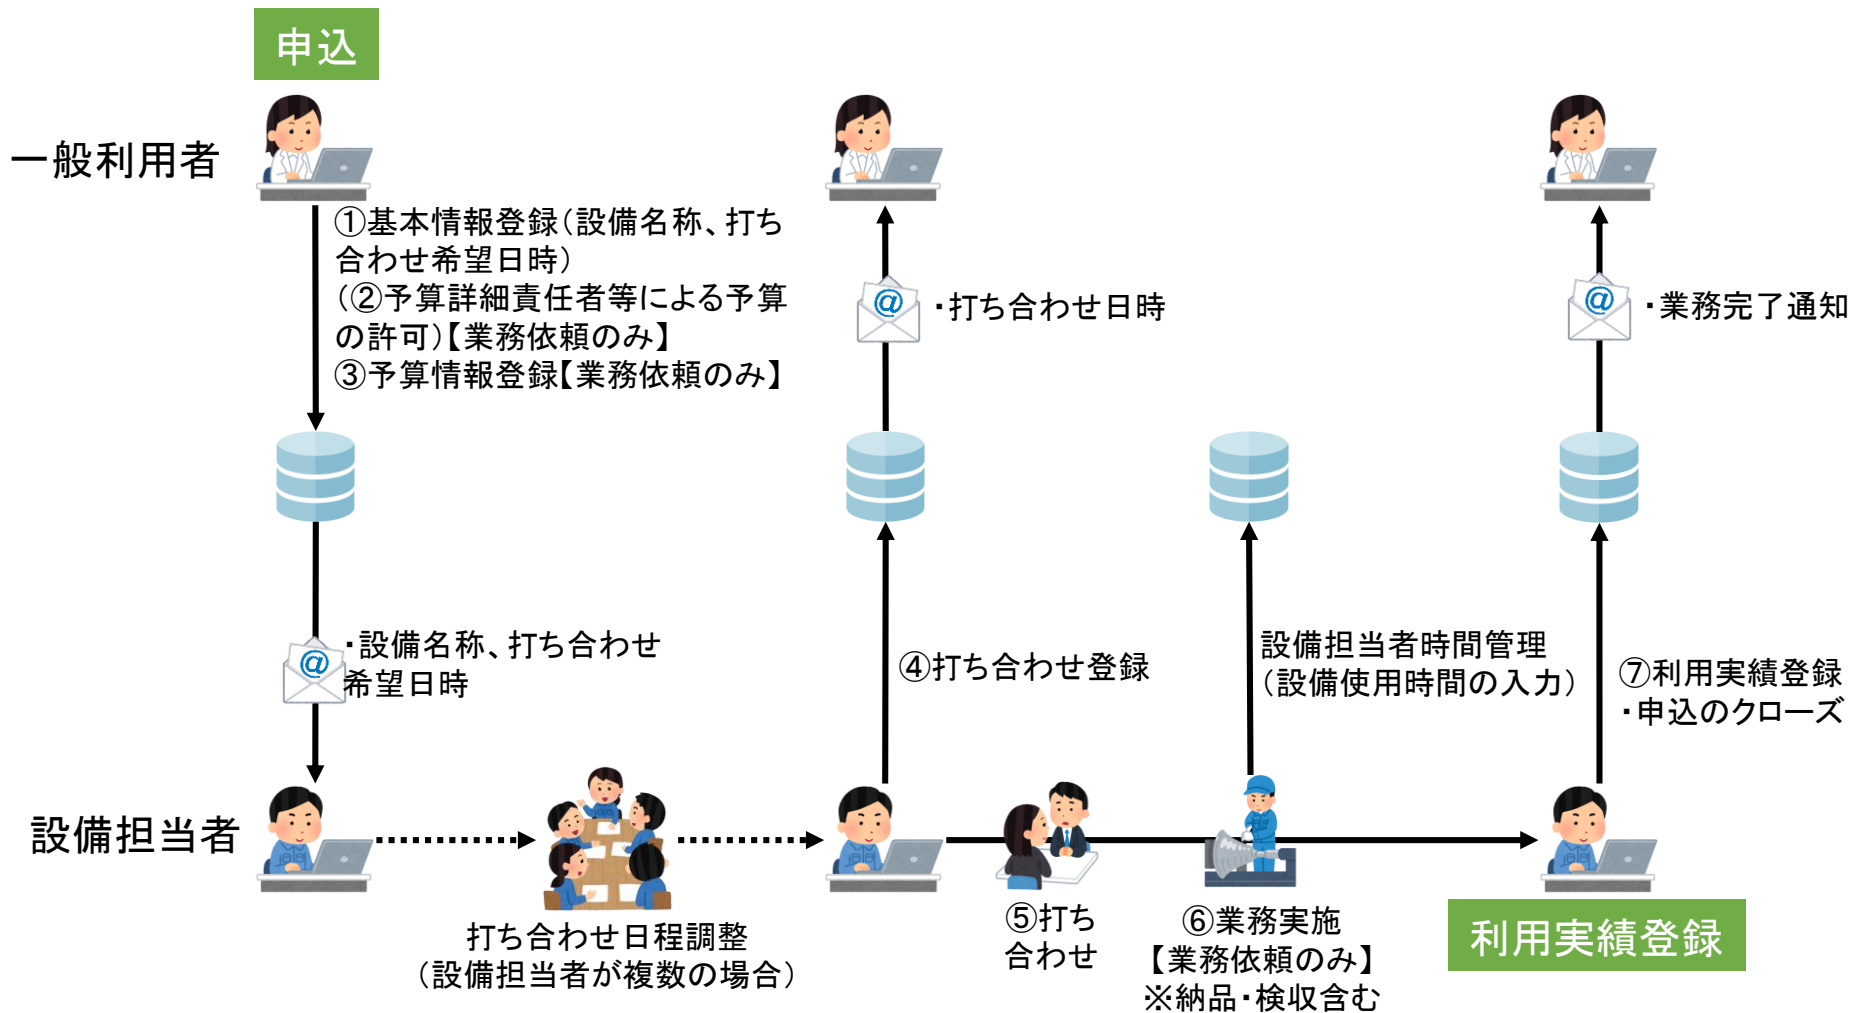 申込
一般利用者
①基本情報登録（設備名称、打ち
合わせ希望日時）
（②予算詳細責任者等による予算
の許可）【業務依頼のみ】
③予算情報登録【業務依頼のみ】
・打ち合わせ日時
・業務完了通知
@
@
@
・設備名称、打ち合わせ
希望日時
④打ち合わせ登録
設備担当者時間管理
（設備使用時間の入力）
⑦利用実績登録
・申込のクローズ
設備担当者
打ち合わせ日程調整
（設備担当者が複数の場合）
⑤打ち
合わせ
⑥業務実施
【業務依頼のみ】
※納品・検収含む
利用実績登録